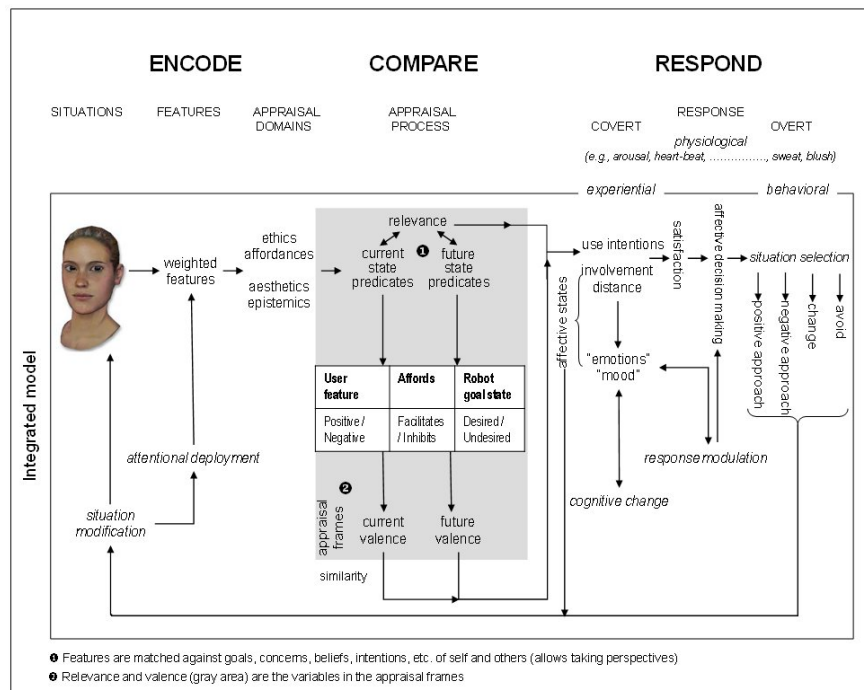 ENCODE COMPARE RESPOND
SITUATIONS FEATURES APPRAISAL DOMAINS APPRAISAL PROCESS RESPONSE
COVERT OVERT
physiological
(e.g., arousal, heart-beat, ................, sweat, blush)
experiential behavioral
Integrated model
weighted
features
ethics
affordances
aesthetics
epistemics
relevance
❶
current
state
predicates
future
state
predicates
User
feature
Affords
Robot
goal state
Positive /
Negative
Facilitates
/ Inhibits
Desired /
Undesired
❷
appraisal
frames
current
valence
future
valence
similarity
attentional deployment
situation
modification
affective states
use intentions
involvement
distance
"emotions"
"mood"
cognitive change
satisfaction
affective decision making
response modulation
situation selection
positive approach
negative approach
change
avoid
❶ Features are matched against goals, concerns, beliefs, intentions, etc. of self and others (allows taking perspectives)
❷ Relevance and valence (gray area) are the variables in the appraisal frames